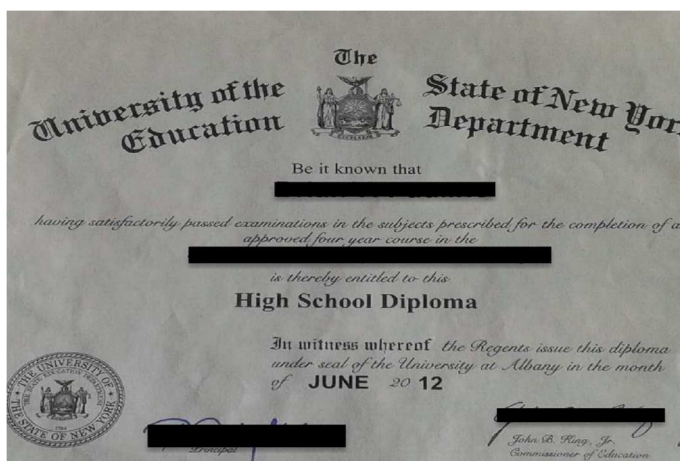 The
University of the State of New York
Education Department
Be it known that
having satisfactorily passed examinations in the subjects prescribed for the completion of a
approved four year course in the
is thereby entitled to this
High School Diploma
In witness whereof the Regents issue this diploma
under seal of the University at Albany in the month
of JUNE 20 12
THE UNIVERSITY OF
THE STATE OF NEW YORK
Principal
John B. King, Jr.
Commissioner of Education